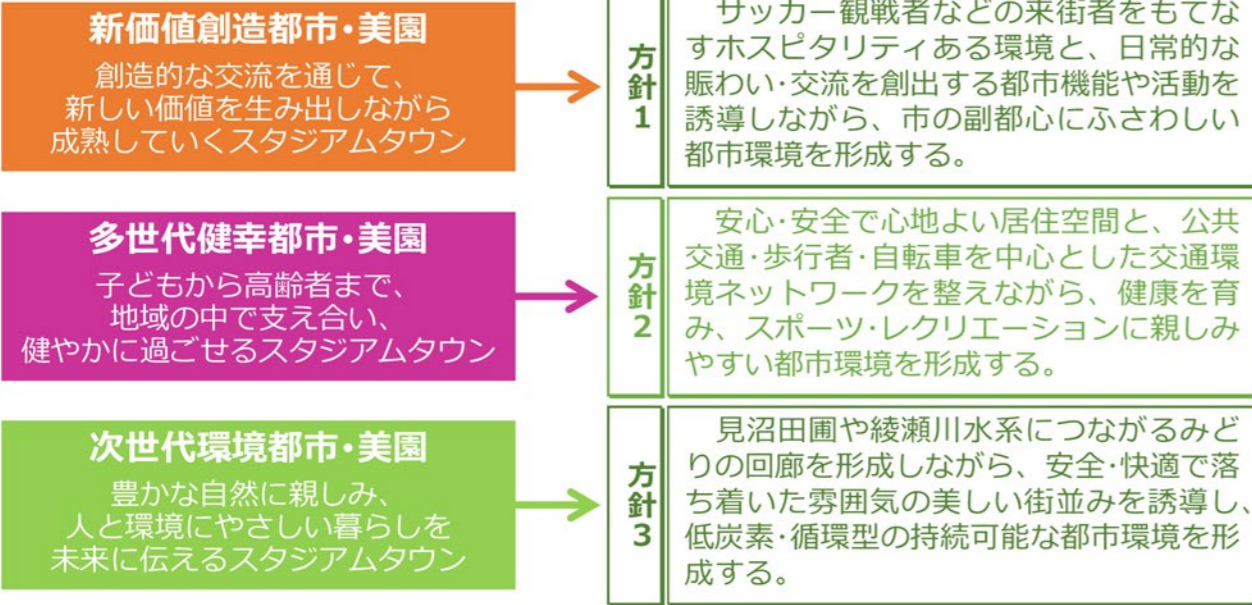 新価値創造都市・美園
創造的な交流を通じて、
新しい価値を生み出しながら
成熟していくスタジアムタウン
方針1
サッカー観戦者などの来街者をもてな
すホスピタリティある環境と、日常的な
賑わい・交流を創出する都市機能や活動を
誘導しながら、市の副都心にふさわしい
都市環境を形成する。
多世代健幸都市・美園
子どもから高齢者まで、
地域の中で支え合い、
健やかに過ごせるスタジアムタウン
方針2
安心・安全で心地よい居住空間と、公共
交通・歩行者・自転車を中心とした交通環
境ネットワークを整えながら、健康を育
み、スポーツ・レクリエーションに親しみ
やすい都市環境を形成する。
次世代環境都市・美園
豊かな自然に親しみ、
人と環境にやさしい暮らしを
未来に伝えるスタジアムタウン
方針3
見沼田圃や綾瀬川水系につながるみど
りの回廊を形成しながら、安全・快適で落
ち着いた雰囲気の美しい街並みを誘導し、
低炭素・循環型の持続可能な都市環境を形
成する。